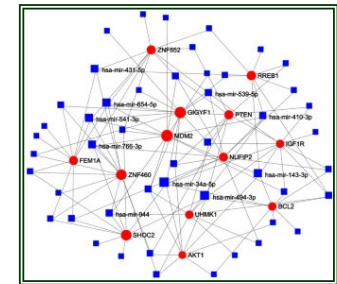 ZNF652
hsa-mir-431-5p
RREB1
hsa-mir-539-5p
hsa-mir-654-5p
GIGYF1
PTEN
hsa-mir-410-3p
hsa-mir-541-3p
MDM2
hsa-mir-766-3p
IGF1R
FEM1A
NUFIP2
ZNF460
hsa-mir-143-3p
hsa-mir-34a-5p
hsa-mir-494-3p
hsa-mir-944
UHMK1
BCL2
SHOC2
AKT1